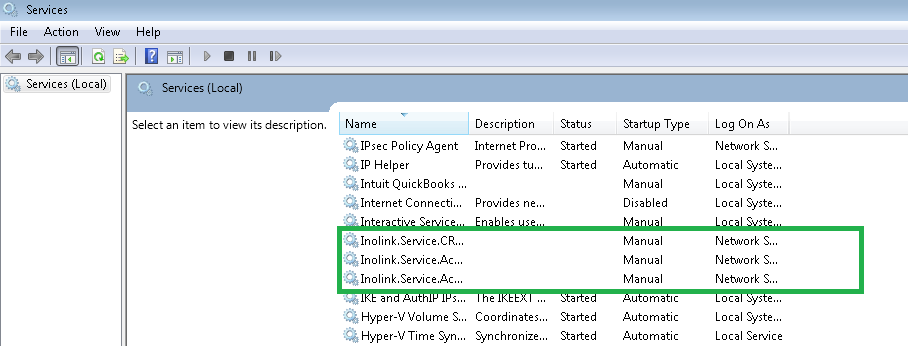 Services
File Action View Help
Services (Local)
Services (Local)
Select an item to view its description.
Name Description Status Startup Type Log On As
IPsec Policy Agent Internet Pro... Started Manual Network S...
IP Helper Provides tu... Started Automatic Local Syste...
Intuit QuickBooks ... Manual Local Syste...
Internet Connecti... Provides ne... Disabled Local Syste...
Interactive Service... Enables use... Manual Local Syste...
Inolink.Service.CR... Manual Network S...
Inolink.Service.Ac... Manual Network S...
Inolink.Service.Ac... Manual Network S...
IKE and AuthIP IPs... The IKEEXT ... Started Automatic Local Syste...
Hyper-V Volume S... Coordinates... Started Automatic Local Syste...
Hyper-V Time Syn... Synchronize... Started Automatic Local Service